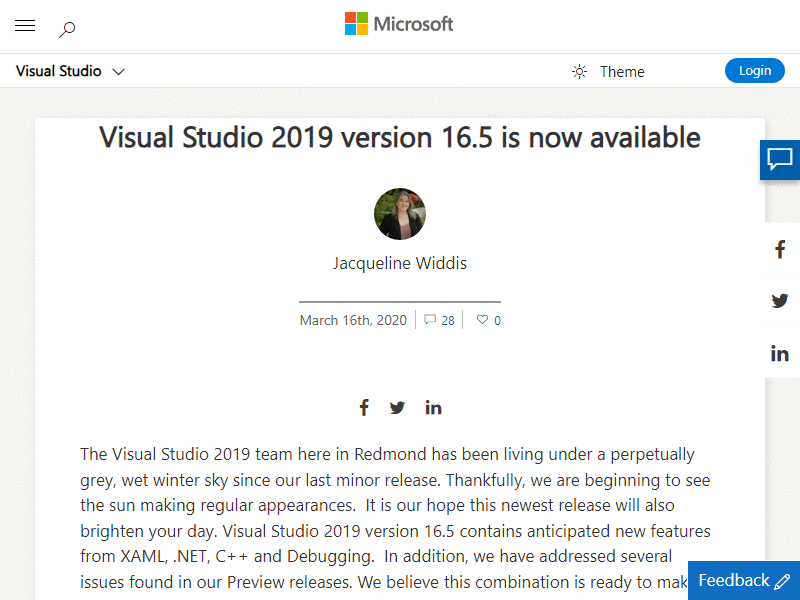 Microsoft
Visual Studio
Theme
Login
Visual Studio 2019 version 16.5 is now available
Jacqueline Widdis
March 16th, 2020 28 0
The Visual Studio 2019 team here in Redmond has been living under a perpetually
grey, wet winter sky since our last minor release. Thankfully, we are beginning to see
the sun making regular appearances.  It is our hope this newest release will also
brighten your day. Visual Studio 2019 version 16.5 contains anticipated new features
from XAML, .NET, C++ and Debugging.  In addition, we have addressed several
issues found in our Preview releases. We believe this combination is ready to mak
Feedback